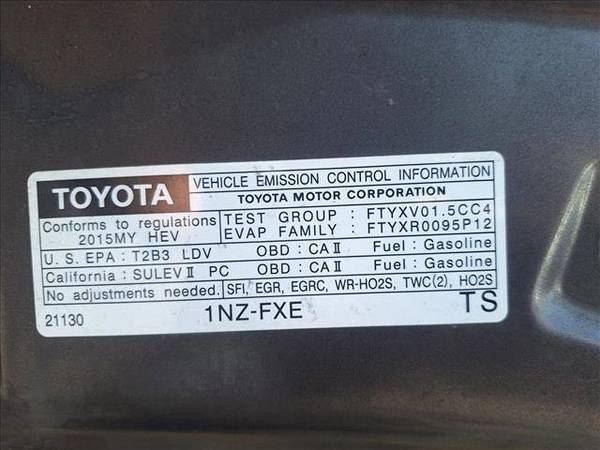 TOYOTA
VEHICLE EMISSION CONTROL INFORMATION
TOYOTA MOTOR CORPORATION
Conforms to regulations
2015MY HEV
TEST GROUP : FTYXV01.5CC4
EVAP FAMILY : FTYXR0095P12
U.S. EPA : T2B3 LDV OBD : CA II Fuel : Gasoline
California : SULEV II PC OBD : CA II Fuel : Gasoline
No adjustments needed. SFI, EGR, EGRC, WR-HO2S, TWC(2), HO2S
21130 1NZ-FXE TS